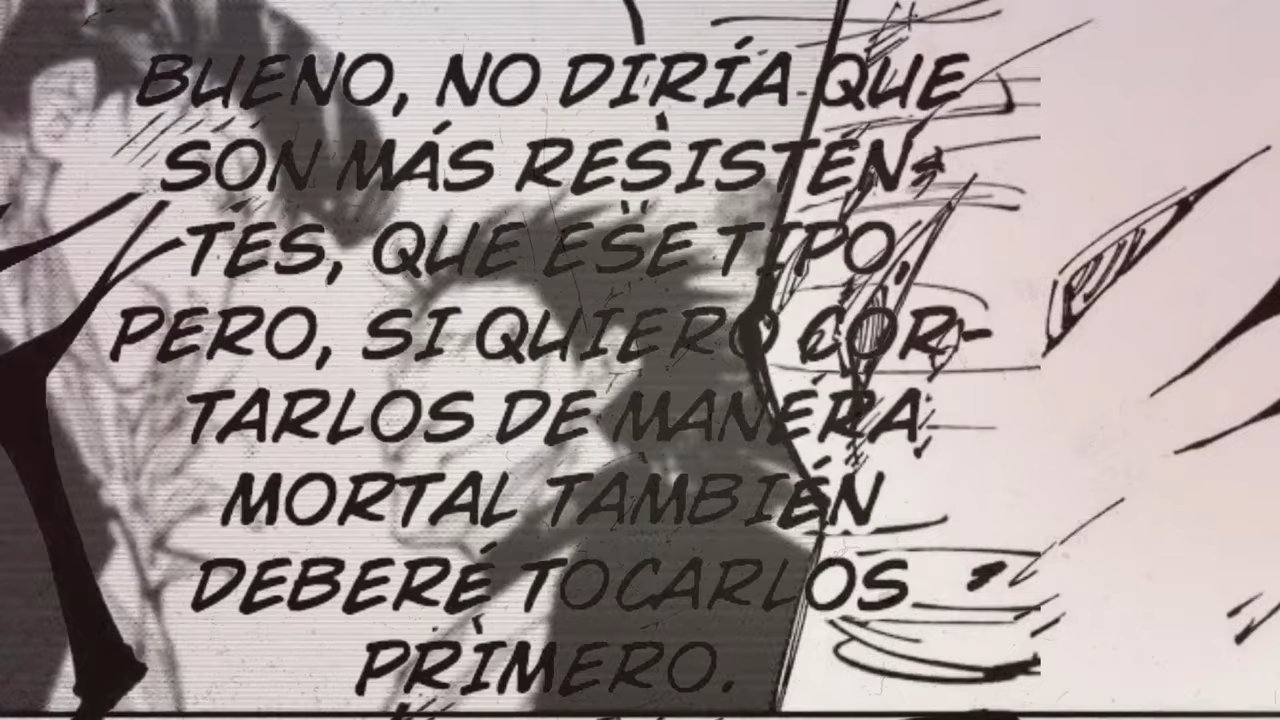 BUENO, NO DIRÍA QUE
SON MÁS RESISTEN-
TES, QUE ESE TIPO
PERO, SI QUIERO COR-
TARLOS DE MANERA
MORTAL TAMBIÉN
DEBERÉ TOCARLOS
PRIMERO.